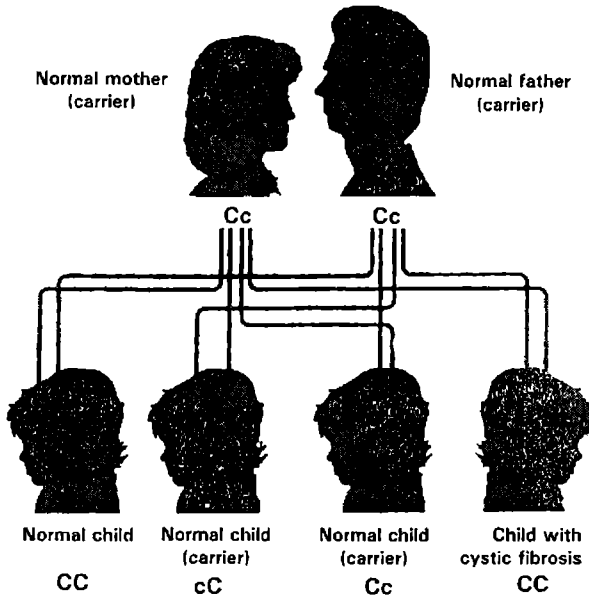 Normal mother
(carrier)
Normal father
(carrier)
Cc
Cc
Normal child
CC
Normal child
(carrier)
cC
Normal child
(carrier)
Cc
Child with
cystic fibrosis
CC